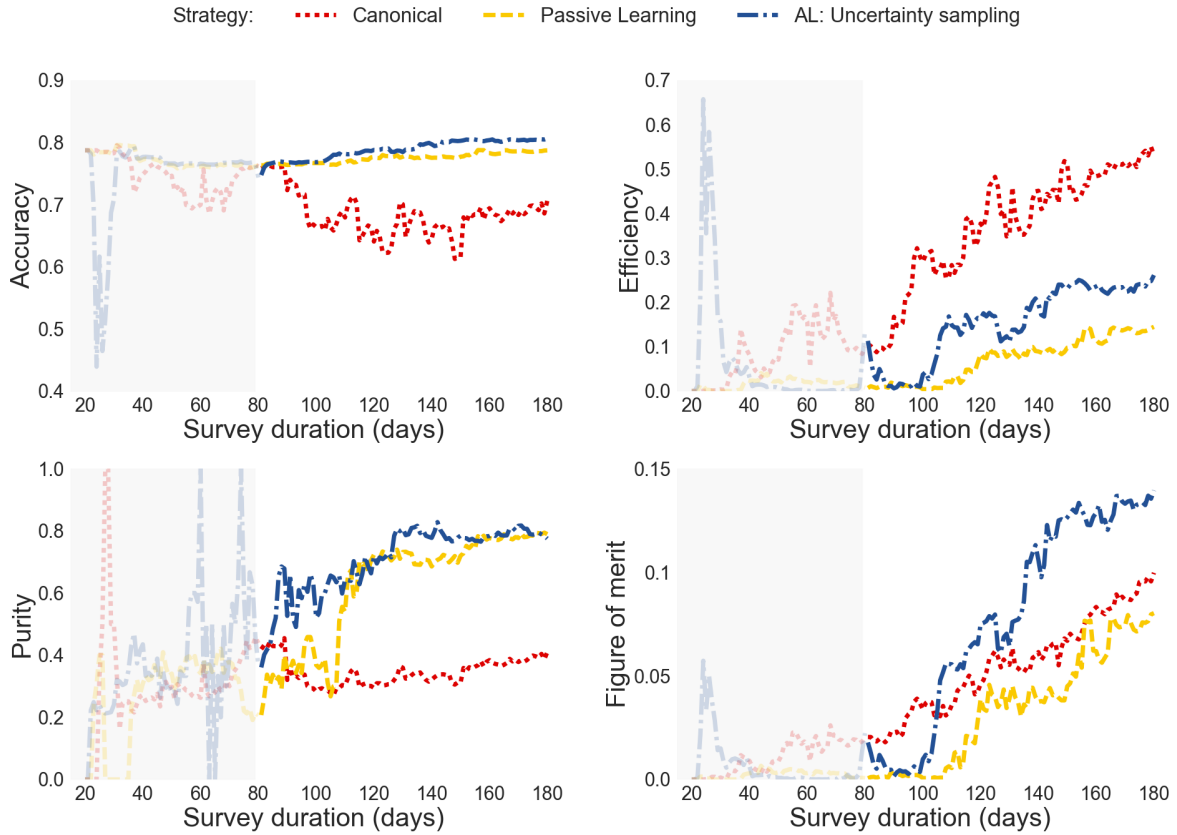 Strategy: Canonical Passive Learning AL: Uncertainty sampling
0.9
0.8
0.7
0.6
0.5
0.4
Accuracy
20 40 60 80 100 120 140 160 180
Survey duration (days)
0.7
0.6
0.5
0.4
0.3
0.2
0.1
0.0
Efficiency
20 40 60 80 100 120 140 160 180
Survey duration (days)
1.0
0.8
0.6
0.4
0.2
0.0
Purity
20 40 60 80 100 120 140 160 180
Survey duration (days)
0.15
0.1
0.05
0.0
Figure of merit
20 40 60 80 100 120 140 160 180
Survey duration (days)